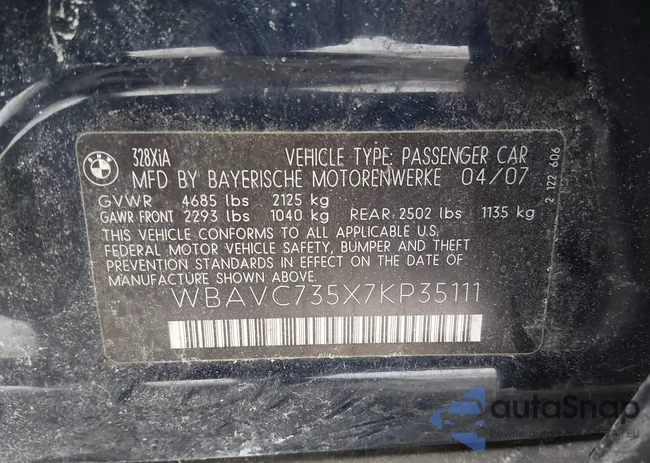 BMW
328XiA VEHICLE TYPE: PASSENGER CAR
MFD BY BAYERISCHE MOTORENWERKE 04/07
GVWR 4685 lbs 2125 kg
GAWR FRONT 2293 lbs 1040 kg REAR 2502 lbs 1135 kg
THIS VEHICLE CONFORMS TO ALL APPLICABLE U.S.
FEDERAL MOTOR VEHICLE SAFETY, BUMPER AND THEFT
PREVENTION STANDARDS IN EFFECT ON THE DATE OF
MANUFACTURE SHOWN ABOVE.
WBAVC735X7KP35111
2 122 606
autoSnap